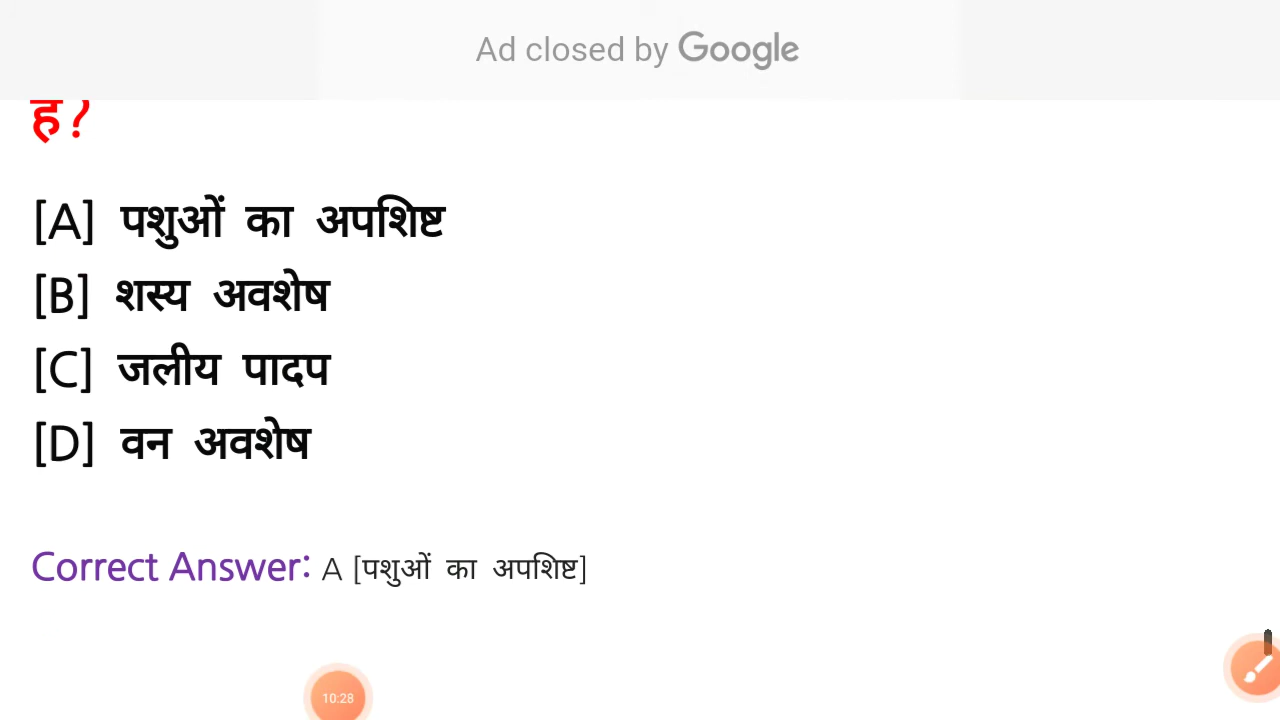 Ad closed by Google
है?
[A] पशुओं का अपशिष्ट
[B] शस्य अवशेष
[C] जलीय पादप
[D] वन अवशेष
Correct Answer: A [पशुओं का अपशिष्ट]
10:28